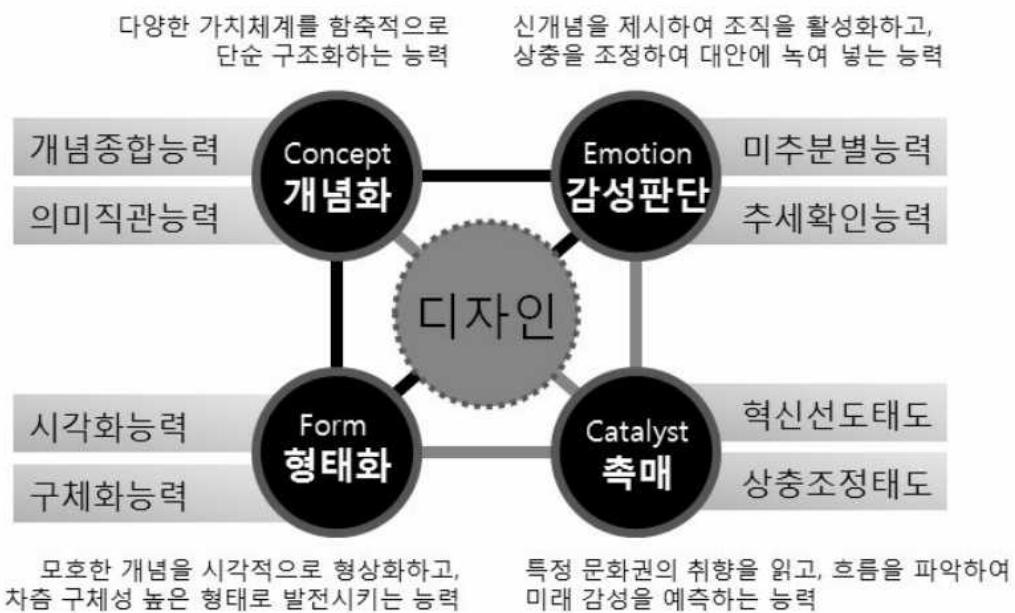 다양한 가치체계를 함축적으로
단순 구조화하는 능력
신개념을 제시하여 조직을 활성화하고,
상충을 조정하여 대안에 녹여 넣는 능력
개념종합능력
의미직관능력
Concept
개념화
Emotion
감성판단
미추분별능력
추세확인능력
디자인
시각화능력
구체화능력
Form
형태화
Catalyst
촉매
혁신선도태도
상충조정태도
모호한 개념을 시각적으로 형상화하고,
차츰 구체성 높은 형태로 발전시키는 능력
특정 문화권의 취향을 읽고, 흐름을 파악하여
미래 감성을 예측하는 능력